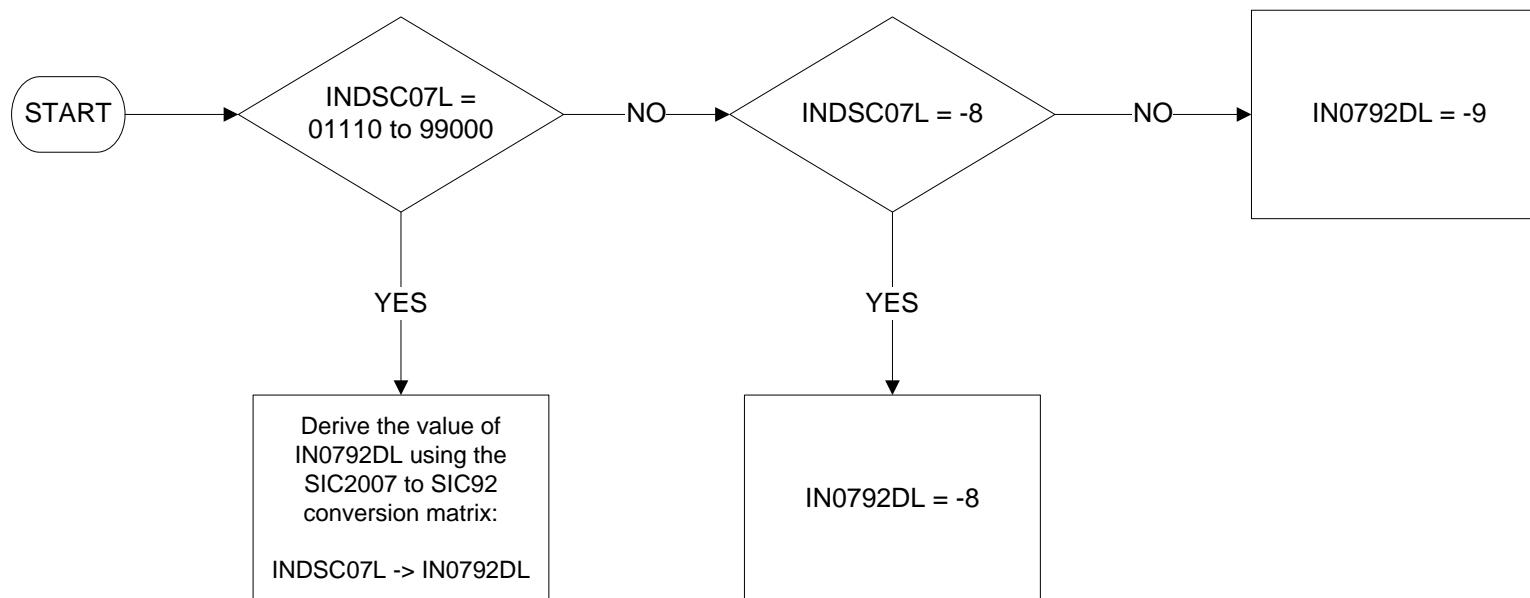 START
INDSC07L =
01110 to 99000
NO
INDSC07L = -8
NO
IN0792DL = -9
YES
YES
Derive the value of
IN0792DL using the
SIC2007 to SIC92
conversion matrix:
INDSC07L -> IN0792DL
IN0792DL = -8